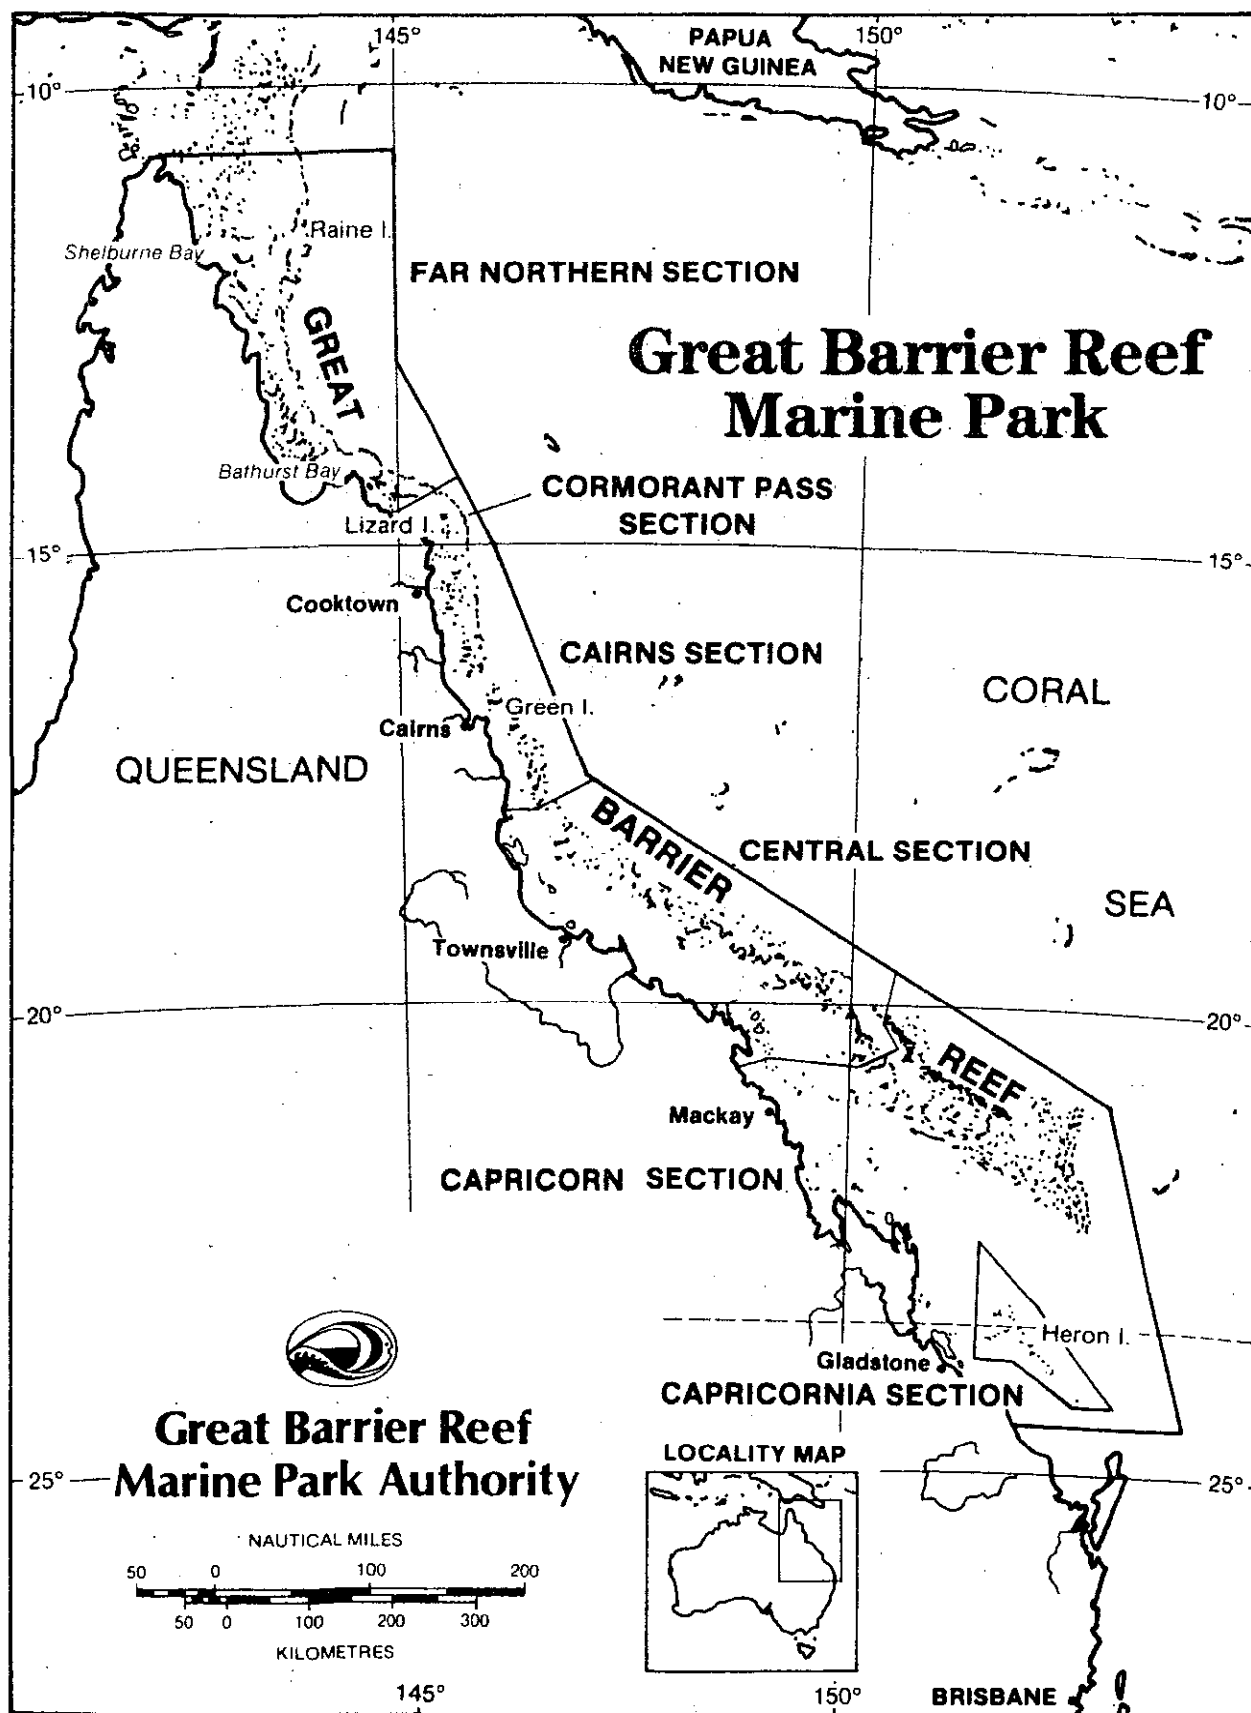 145°
150°
PAPUA
NEW GUINEA
10°
10°
Raine I.
Shelburne Bay
FAR NORTHERN SECTION
GREAT
Great Barrier Reef
Marine Park
Bathurst Bay
CORMORANT PASS
SECTION
Lizard I.
15°
15°
Cooktown
CAIRNS SECTION
CORAL
Green I.
Cairns
QUEENSLAND
BARRIER
CENTRAL SECTION
SEA
Townsville
20°
20°
REEF
Mackay
CAPRICORN SECTION
Heron I.
Gladstone
CAPRICORNIA SECTION
Great Barrier Reef
Marine Park Authority
LOCALITY MAP
25°
25°
NAUTICAL MILES
50 0 100 200
50 0 100 200 300
KILOMETRES
145°
150°
BRISBANE